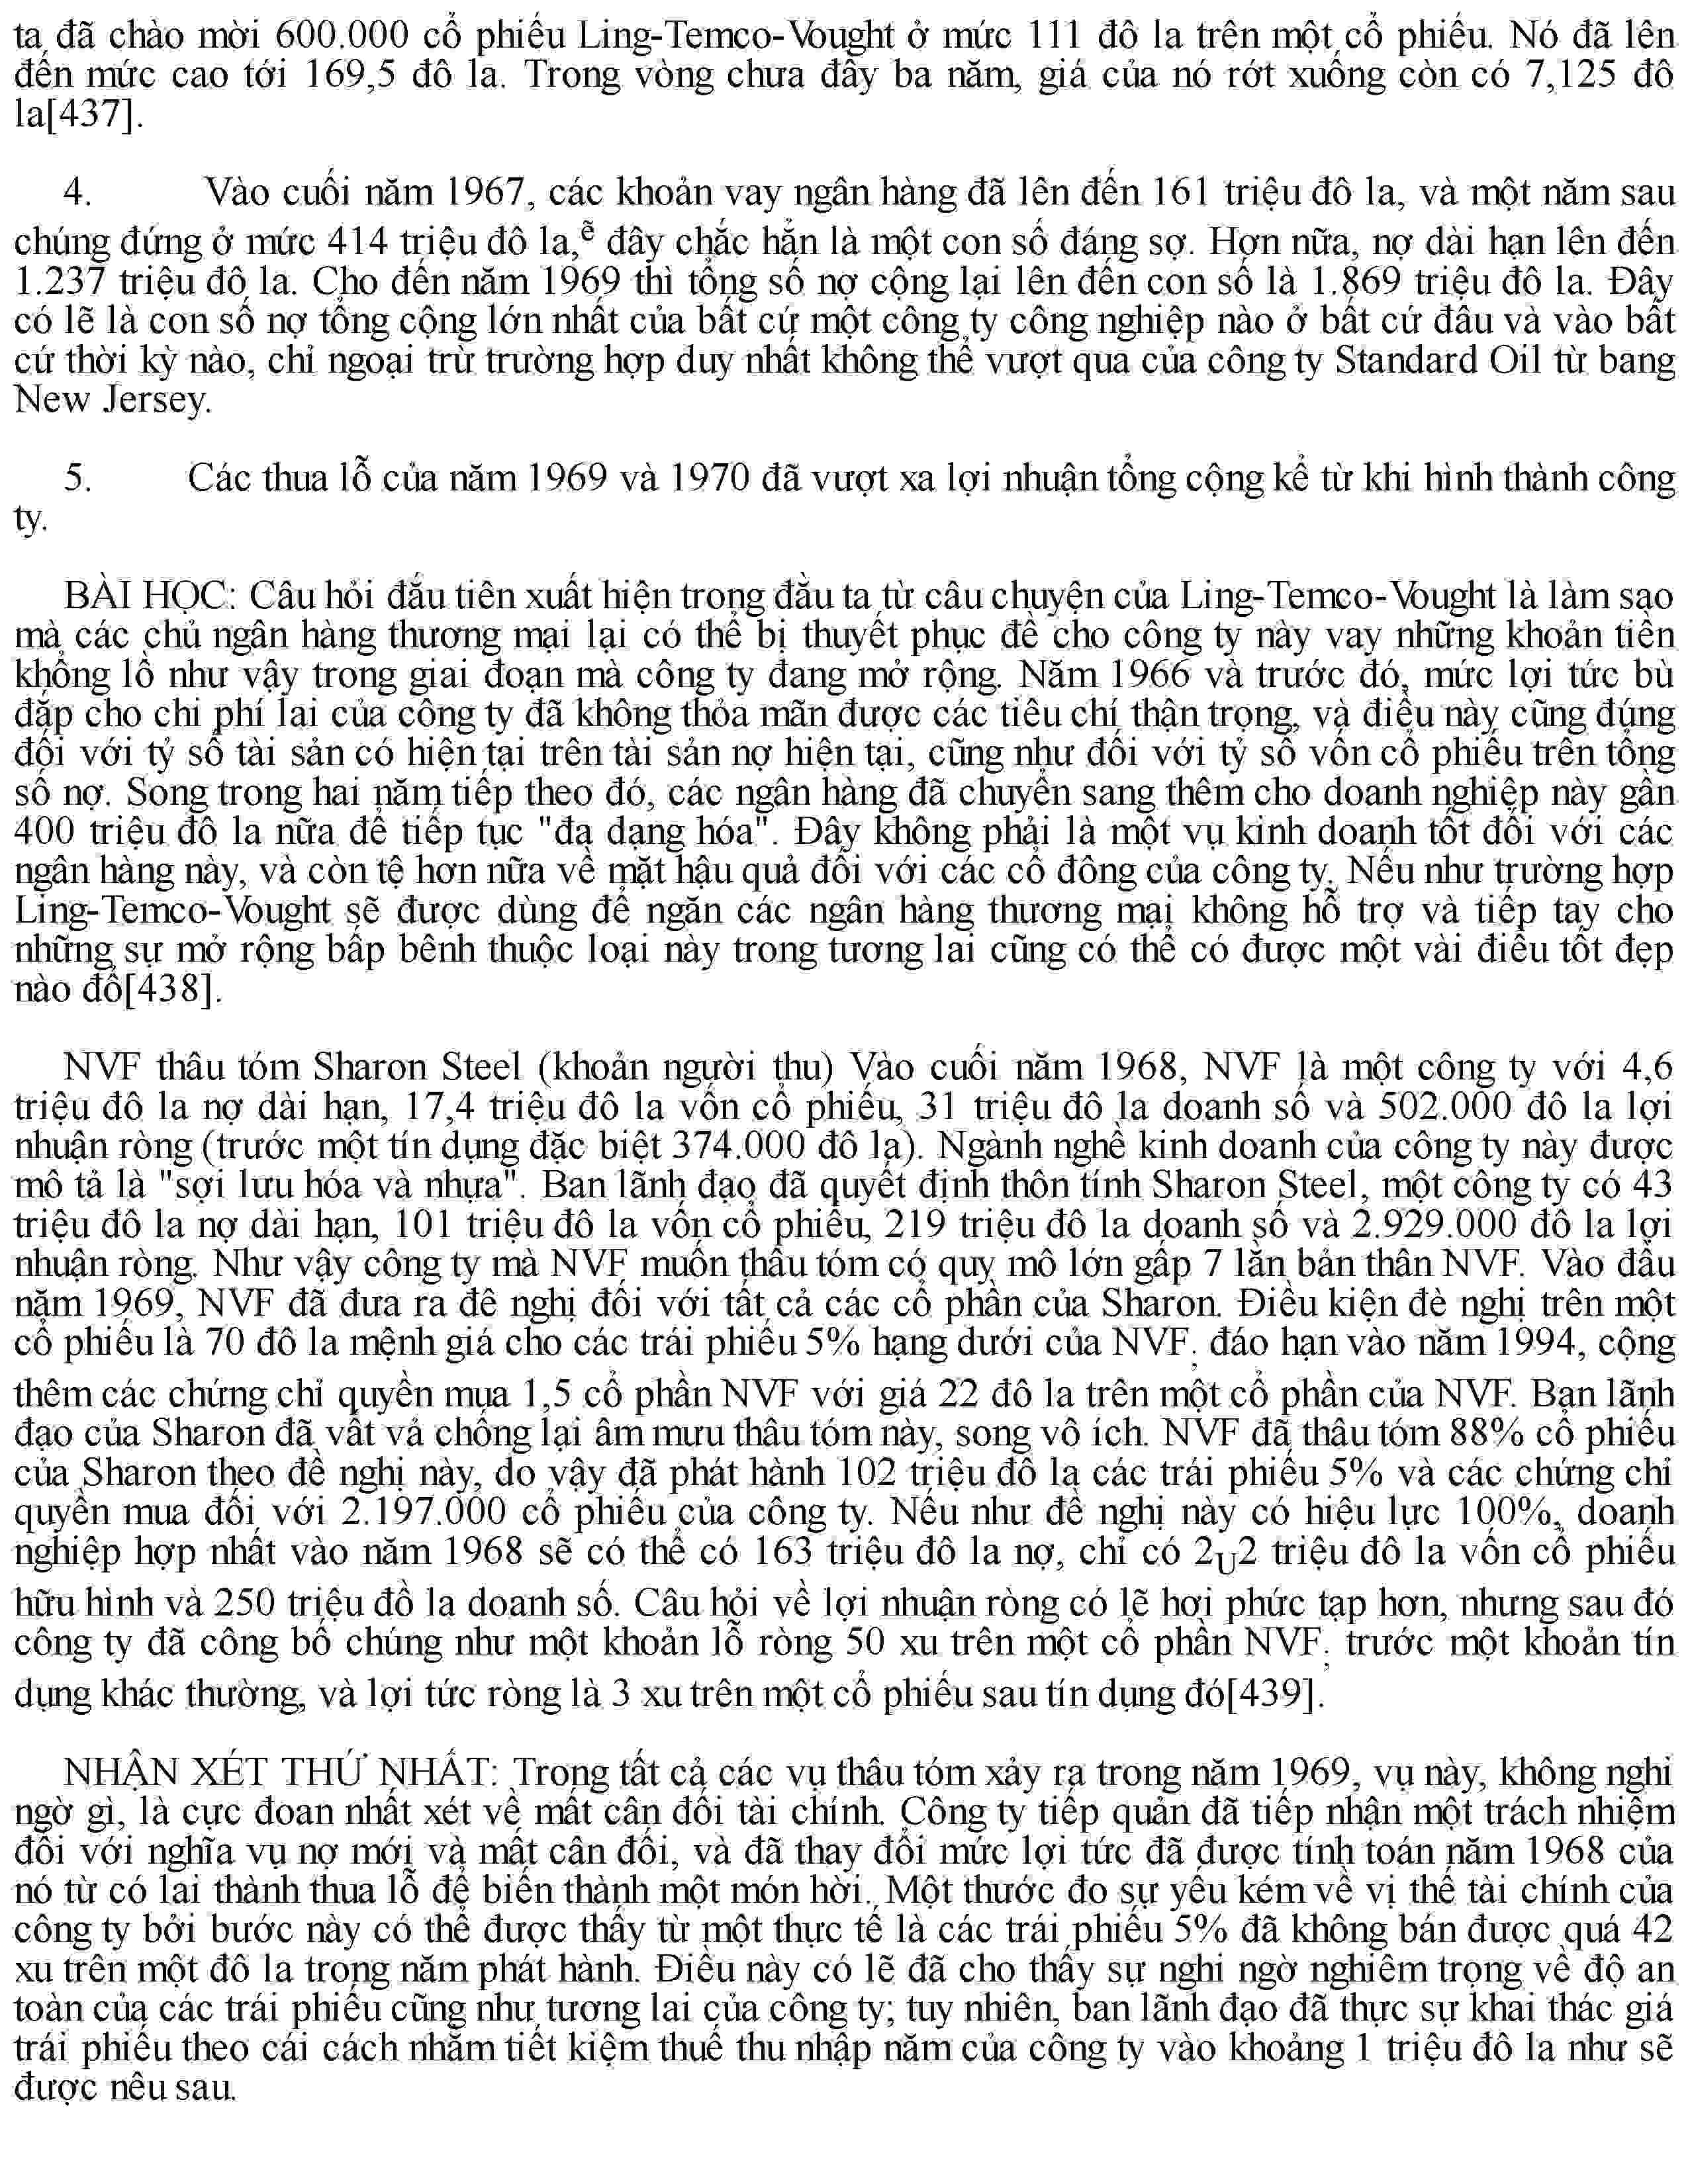 ta đã chào mời 600.000 cổ phiếu Ling-Temco-Vought ở mức 111 đô la trên một cổ phiếu. Nó đã lên
đến mức cao tới 169,5 đô la. Trong vòng chưa đầy ba năm, giá của nó rớt xuống còn có 7,125 đô
la[437].
4. Vào cuối năm 1967, các khoản vay ngân hàng đã lên đến 161 triệu đô la, và một năm sau
chúng đứng ở mức 414 triệu đô la,ẽ đây chắc hẳn là một con số đáng sợ. Hơn nữa, nợ dài hạn lên đến
1.237 triệu đô la. Cho đến năm 1969 thì tổng số nợ cộng lại lên đến con số là 1.869 triệu đô la. Đây
có lẽ là con số nợ tổng cộng lớn nhất của bất cứ một công ty công nghiệp nào ở bất cứ đâu và vào bất
cứ thời kỳ nào, chỉ ngoại trừ trường hợp duy nhất không thể vượt qua của công ty Standard Oil từ bang
New Jersey.
5. Các thua lỗ của năm 1969 và 1970 đã vượt xa lợi nhuận tổng cộng kể từ khi hình thành công
ty.
BÀI HỌC: Câu hỏi đầu tiên xuất hiện trong đầu ta từ câu chuyện của Ling-Temco-Vought là làm sao
mà các chủ ngân hàng thương mại lại có thể bị thuyết phục để cho công ty này vay những khoản tiền
khổng lồ như vậy trong giai đoạn mà công ty đang mở rộng. Năm 1966 và trước đó, mức lợi tức bù
đắp cho chi phí lai của công ty đã không thỏa mãn được các tiêu chí thận trọng, và điều này cũng đúng
đối với tỷ số tài sản có hiện tại trên tài sản nợ hiện tại, cũng như đối với tỷ số vốn cổ phiếu trên tổng
số nợ. Song trong hai năm tiếp theo đó, các ngân hàng đã chuyển sang thêm cho doanh nghiệp này gần
400 triệu đô la nữa để tiếp tục "đa dạng hóa". Đây không phải là một vụ kinh doanh tốt đối với các
ngân hàng này, và còn tệ hơn nữa về mặt hậu quả đối với các cổ đông của công ty. Nếu như trường hợp
Ling-Temco-Vought sẽ được dùng để ngăn các ngân hàng thương mại không hỗ trợ và tiếp tay cho
những sự mở rộng bấp bênh thuộc loại này trong tương lai cũng có thể có được một vài điều tốt đẹp
nào đổ[438].
NVF thâu tóm Sharon Steel (khoản người thu) Vào cuối năm 1968, NVF là một công ty với 4,6
triệu đô la nợ dài hạn, 17,4 triệu đô la vốn cổ phiếu, 31 triệu đô la doanh số và 502.000 đô la lợi
nhuận ròng (trước một tín dụng đặc biệt 374.000 đô la). Ngành nghề kinh doanh của công ty này được
mô tả là "sợi lưu hóa và nhựa". Ban lãnh đạo đã quyết định thôn tính Sharon Steel, một công ty có 43
triệu đô la nợ dài hạn, 101 triệu đô la vốn cổ phiếu, 219 triệu đô la doanh số và 2.929.000 đô la lợi
nhuận ròng. Như vậy công ty mà NVF muốn thâu tóm có quy mô lớn gấp 7 lần bản thân NVF. Vào đầu
năm 1969, NVF đã đưa ra đề nghị đối với tất cả các cổ phần của Sharon. Điều kiện đè nghị trên một
cổ phiếu là 70 đô la mệnh giá cho các trái phiếu 5% hạng dưới của NVF, đáo hạn vào năm 1994, cộng
thêm các chứng chỉ quyền mua 1,5 cổ phần NVF với giá 22 đô la trên một cổ phần của NVF. Ban lãnh
đạo của Sharon đã vất vả chống lại âm mưu thâu tóm này, song vô ích. NVF đã thâu tóm 88% cổ phiếu
của Sharon theo đề nghị này, do vậy đã phát hành 102 triệu đô la các trái phiếu 5% và các chứng chỉ
quyền mua đối với 2.197.000 cổ phiếu của công ty. Nếu như đề nghị này có hiệu lực 100%, doanh
nghiệp hợp nhất vào năm 1968 sẽ có thể có 163 triệu đô la nợ, chỉ có 2U2 triệu đô la vốn cổ phiếu
hữu hình và 250 triệu đồ la doanh số. Câu hỏi về lợi nhuận ròng có lẽ hơi phức tạp hơn, nhưng sau đó
công ty đã công bố chúng như một khoản lỗ ròng 50 xu trên một cổ phần NVF; trước một khoản tín
dụng khác thường, và lợi tức ròng là 3 xu trên một cổ phiếu sau tín dụng đó[439].
NHẬN XÉT THỨ NHẤT: Trong tất cả các vụ thâu tóm xảy ra trong năm 1969, vụ này, không nghi
ngờ gì, là cực đoan nhất xét về mất cân đối tài chính. Công ty tiếp quản đã tiếp nhận một trách nhiệm
đối với nghĩa vụ nợ mới và mất cân đối, và đã thay đổi mức lợi tức đã được tính toán năm 1968 của
nó từ có lai thành thua lỗ để biến thành một món hời. Một thước đo sự yếu kém về vị thế tài chính của
công ty bởi bước này có thể được thấy từ một thực tế là các trái phiếu 5% đã không bán được quá 42
xu trên một đô la trong năm phát hành. Điều này có lẽ đã cho thấy sự nghi ngờ nghiêm trọng về độ an
toàn của các trái phiếu cũng như tương lai của công ty; tuy nhiên, ban lãnh đạo đã thực sự khai thác giá
trái phiếu theo cái cách nhằm tiết kiệm thuế thu nhập năm của công ty vào khoảng 1 triệu đô la như sẽ
được nêu sau.